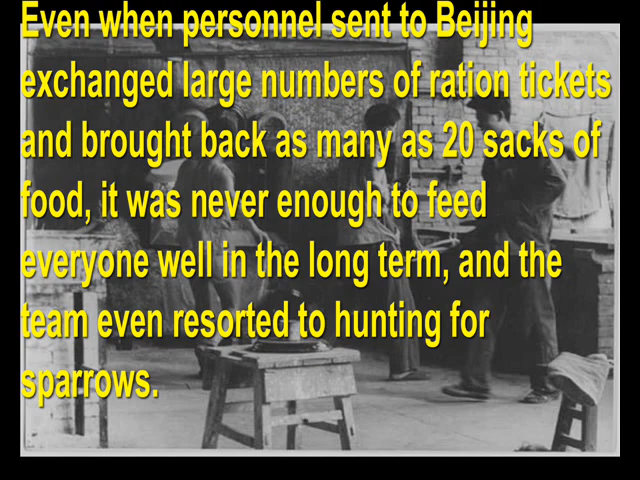 Even when personnel sent to Beijing
exchanged large numbers of ration tickets
and brought back as many as 20 sacks of
food, it was never enough to feed
everyone well in the long term, and the
team even resorted to hunting for
sparrows.